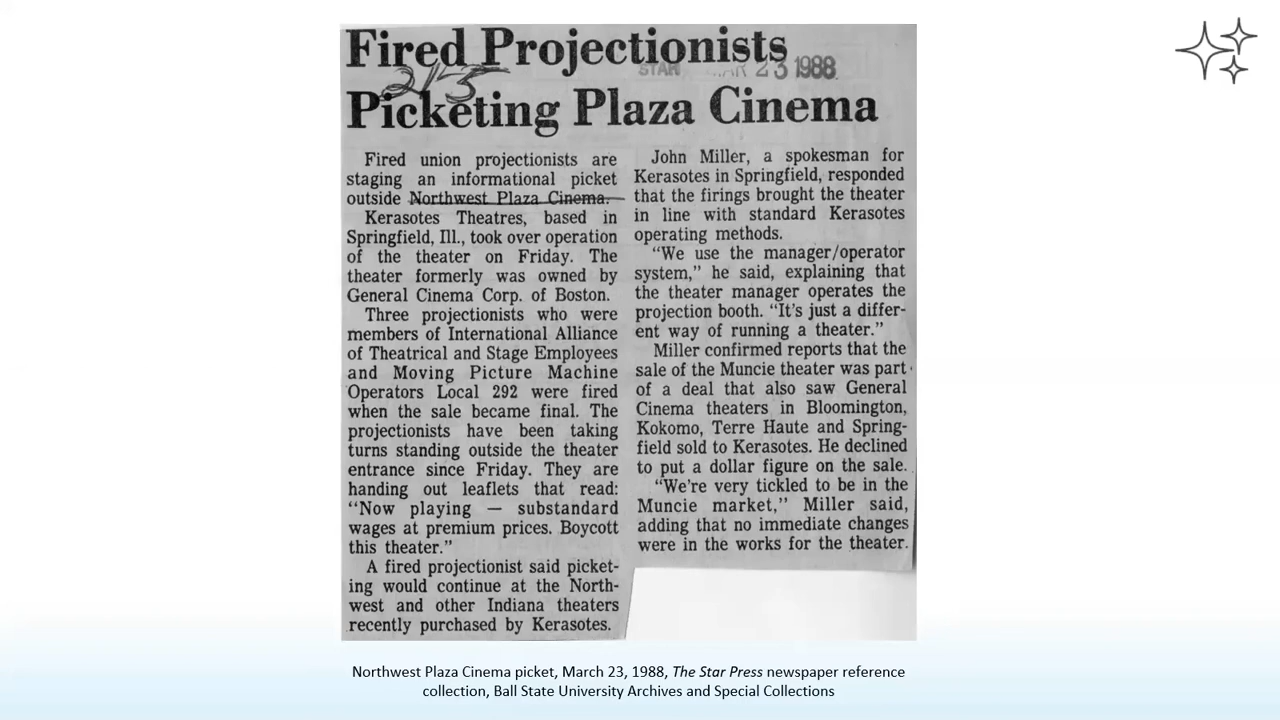 Fired Projectionists
STAR MAR 23 1988
215
Picketing Plaza Cinema
Fired union projectionists are
staging an informational picket
outside Northwest Plaza Cinema.
Kerasotes Theatres, based in
Springfield, Ill., took over operation
of the theater on Friday. The
theater formerly was owned by
General Cinema Corp. of Boston.
Three projectionists who were
members of International Alliance
of Theatrical and Stage Employees
and Moving Picture Machine
Operators Local 292 were fired
when the sale became final. The
projectionists have been taking
turns standing outside the theater
entrance since Friday. They are
handing out leaflets that read:
“Now playing — substandard
wages at premium prices. Boycott
this theater.”
A fired projectionist said picket-
ing would continue at the North-
west and other Indiana theaters
recently purchased by Kerasotes.
John Miller, a spokesman for
Kerasotes in Springfield, responded
that the firings brought the theater
in line with standard Kerasotes
operating methods.
“We use the manager/operator
system,” he said, explaining that
the theater manager operates the
projection booth. “It’s just a differ-
ent way of running a theater.”
Miller confirmed reports that the
sale of the Muncie theater was part
of a deal that also saw General
Cinema theaters in Bloomington,
Kokomo, Terre Haute and Spring-
field sold to Kerasotes. He declined
to put a dollar figure on the sale.
“We’re very tickled to be in the
Muncie market,” Miller said,
adding that no immediate changes
were in the works for the theater.
Northwest Plaza Cinema picket, March 23, 1988, The Star Press newspaper reference
collection, Ball State University Archives and Special Collections